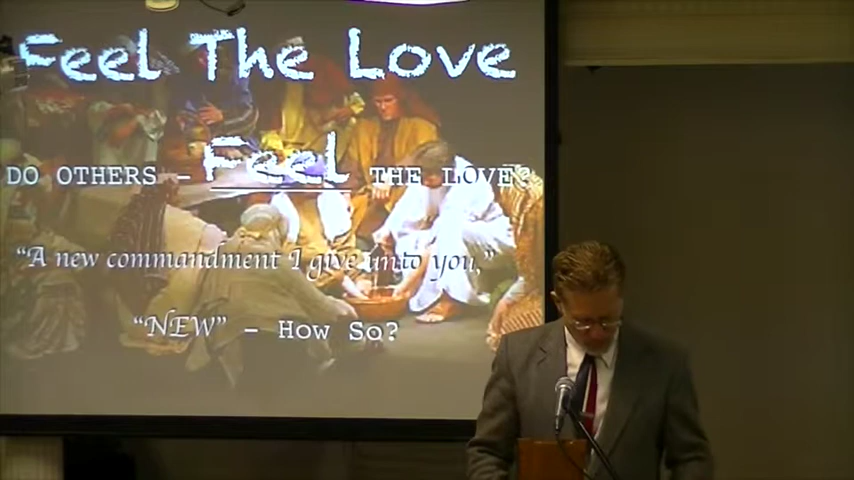 Feel The Love
DO OTHERS – Feel THE LOVE?
“A new commandment I give unto you,”
“NEW” – How So?